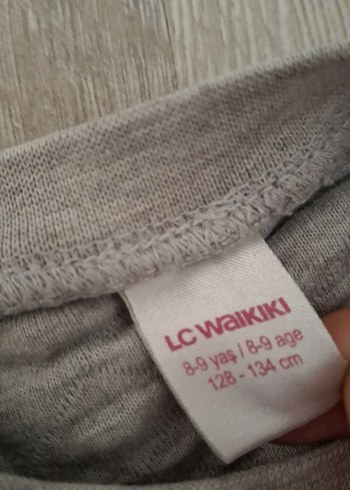 LC WAIKIKI
8-9 yaş / 8-9 age
128 - 134 cm